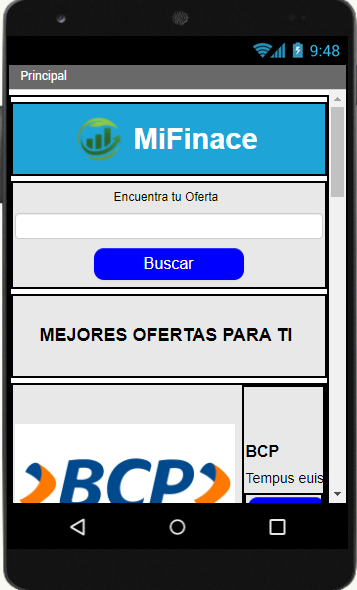 9:48
Principal
MiFinace
Encuentra tu Oferta
Buscar
MEJORES OFERTAS PARA TI
BCP
BCP
Tempus euis